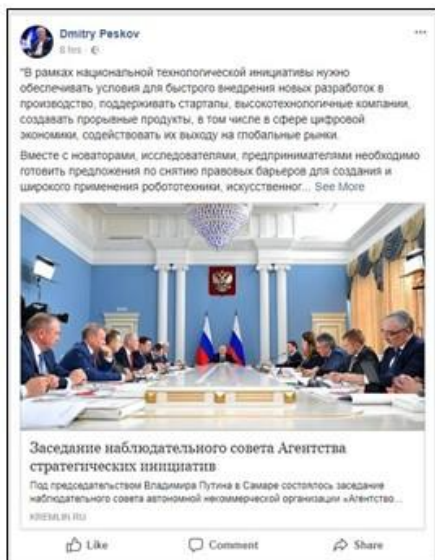 Dmitry Peskov
8 hrs ·
"В рамках национальной технологической инициативы нужно
обеспечивать условия для быстрого внедрения новых разработок в
производство, поддерживать стартапы, высокотехнологичные компании,
создавать прорывные продукты, в том числе в сфере цифровой
экономики, содействовать их выходу на глобальные рынки.
Вместе с новаторами, исследователями, предпринимателями необходимо
готовить предложения по снятию правовых барьеров для создания и
широкого применения робототехники, искусственног... See More
Заседание наблюдательного совета Агентства
стратегических инициатив
Под председательством Владимира Путина в Самаре состоялось заседание
наблюдательного совета автономной некоммерческой организации «Агентство...
KREMLIN.RU
Like Comment Share